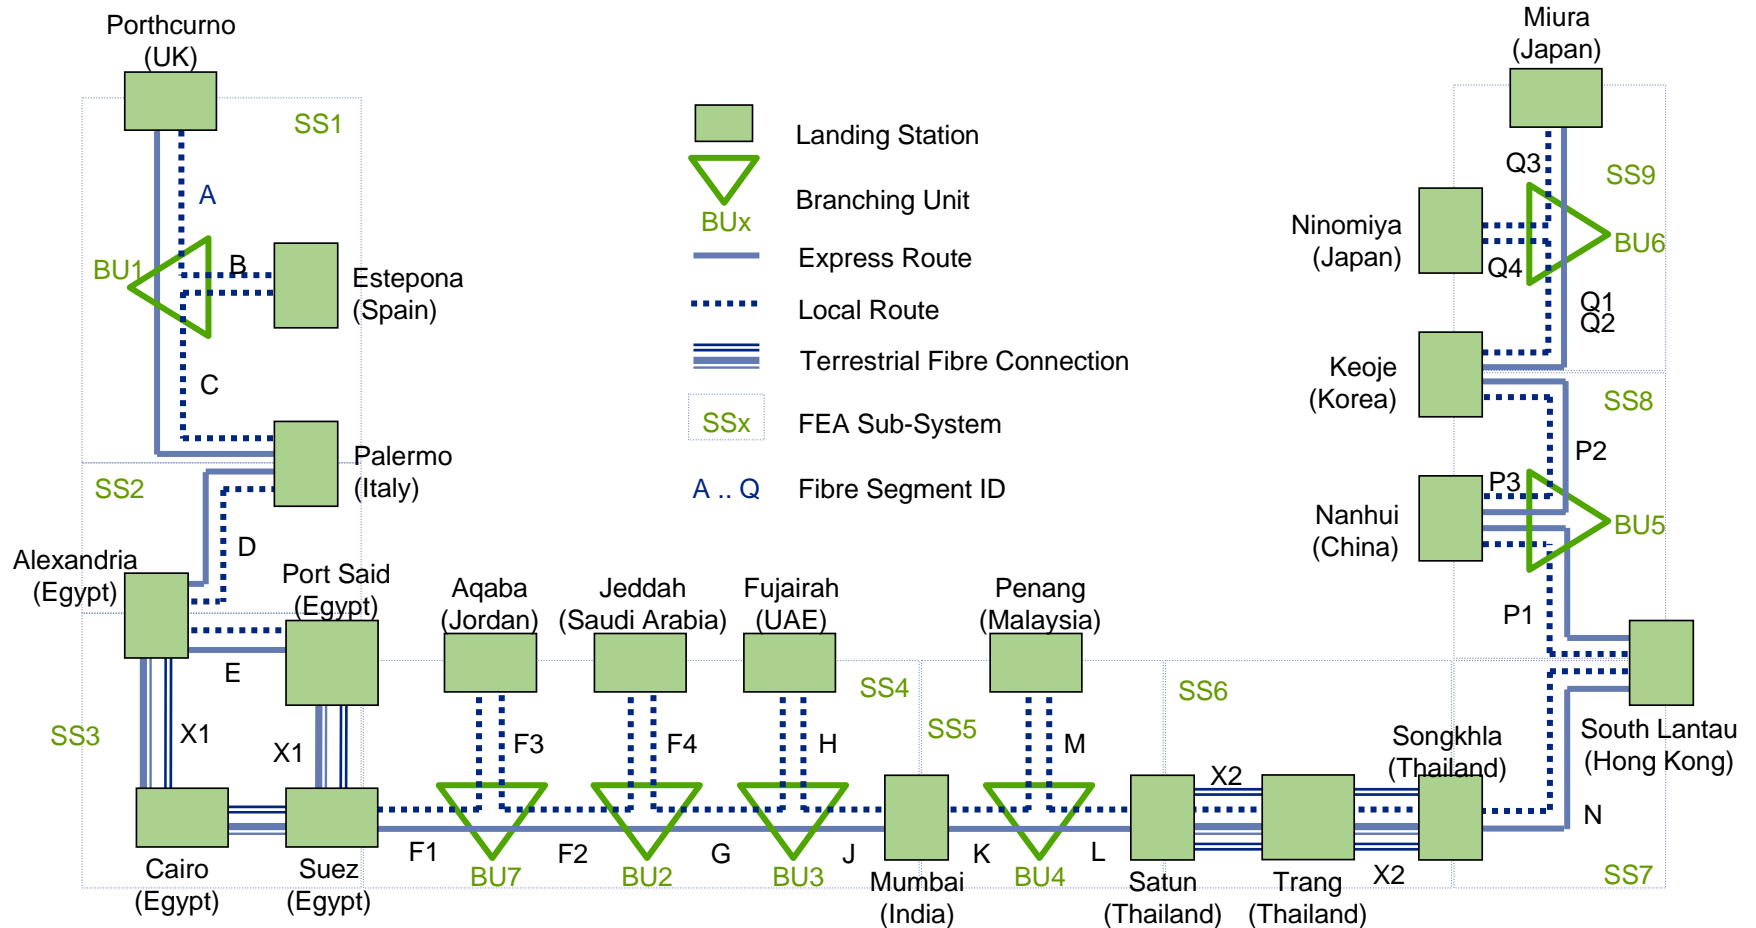 Porthcurno
(UK)
SS1
A
BU1
B
Estepona
(Spain)
C
Palermo
(Italy)
SS2
D
Alexandria
(Egypt)
Port Said
(Egypt)
E
X1
X1
SS3
Cairo
(Egypt)
Suez
(Egypt)
Landing Station
Branching Unit
BUx
Express Route
Local Route
Terrestrial Fibre Connection
SSx
FEA Sub-System
A .. Q
Fibre Segment ID
Aqaba
(Jordan)
Jeddah
(Saudi Arabia)
Fujairah
(UAE)
Penang
(Malaysia)
SS4
SS5
SS6
F3
F4
H
M
F1
BU7
F2
BU2
G
BU3
J
Mumbai
(India)
K
BU4
L
Satun
(Thailand)
X2
Trang
(Thailand)
X2
Songkhla
(Thailand)
N
SS7
South Lantau
(Hong Kong)
Miura
(Japan)
Q3
SS9
Ninomiya
(Japan)
BU6
Q4
Q1
Q2
Keoje
(Korea)
SS8
P2
P3
Nanhui
(China)
BU5
P1